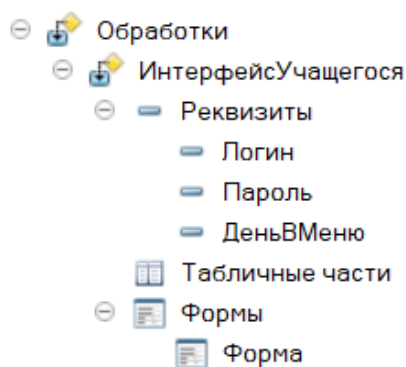 Обработки
ИнтерфейсУчащегося
Реквизиты
Логин
Пароль
ДеньВМеню
Табличные части
Формы
Форма